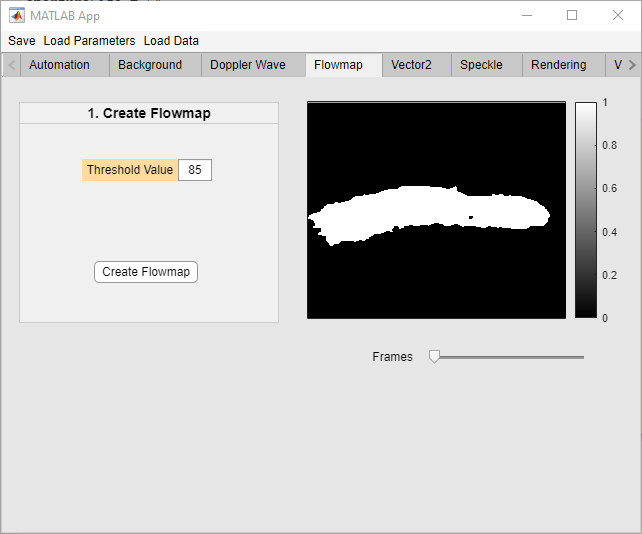 MATLAB App
Save Load Parameters Load Data
Automation Background Doppler Wave Flowmap Vector2 Speckle Rendering V
1. Create Flowmap
Threshold Value 85
Create Flowmap
1
0.8
0.6
0.4
0.2
0
Frames